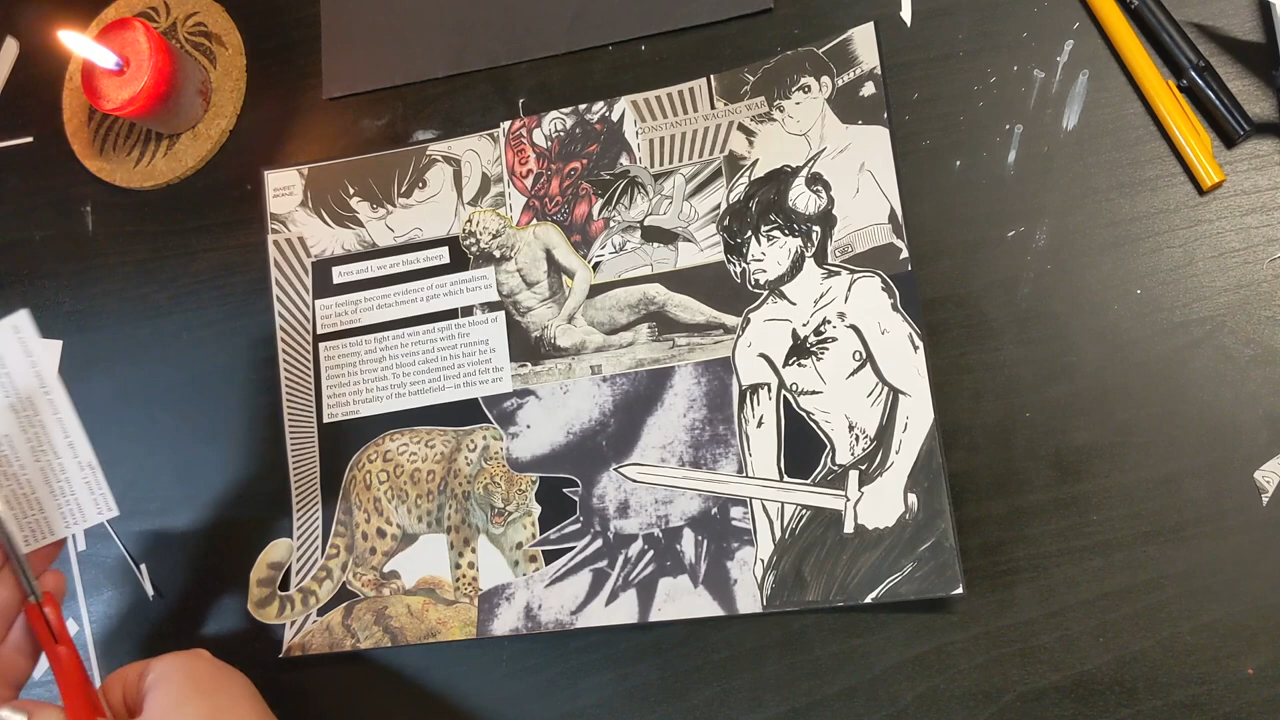 SWEET
AKANE..
CONSTANTLY WAGING WAR
Ares and I, we are black sheep.
Our feelings become evidence of our animalism,
our lack of cool detachment a gate which bars us
from honor.
Ares is told to fight and win and spill the blood of
the enemy, and when he returns with fire
pumping through his veins and sweat running
down his brow and blood caked in his hair he is
reviled as brutish. To be condemned as violent
when only he has truly seen and lived and felt the
hellish brutality of the battlefield—in this we are
the same.